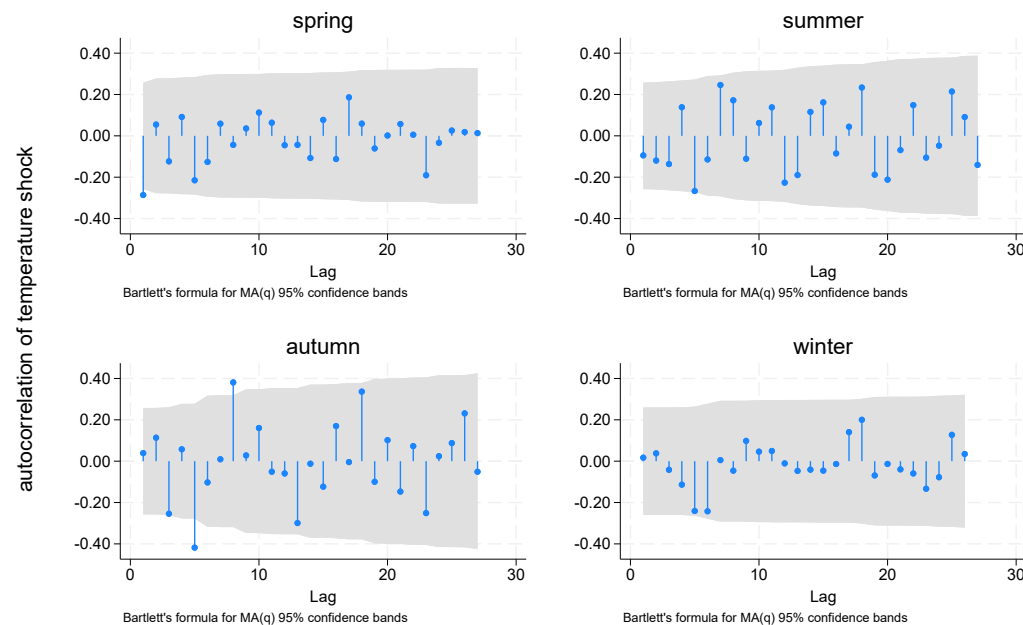 autocorrelation of temperature shock
spring
0.40
0.20
0.00
-0.20
-0.40
0
10
20
30
Lag
Bartlett's formula for MA(q) 95% confidence bands
summer
0.40
0.20
0.00
-0.20
-0.40
0
10
20
30
Lag
Bartlett's formula for MA(q) 95% confidence bands
autumn
0.40
0.20
0.00
-0.20
-0.40
0
10
20
30
Lag
Bartlett's formula for MA(q) 95% confidence bands
winter
0.40
0.20
0.00
-0.20
-0.40
0
10
20
30
Lag
Bartlett's formula for MA(q) 95% confidence bands